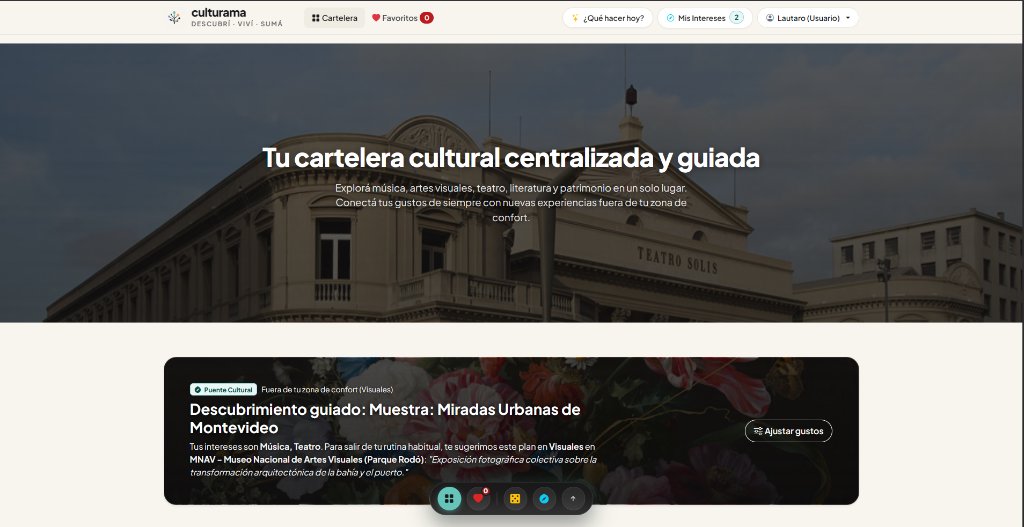 culturama
DESCUBRÍ · VIVÍ · SUMÁ
Cartelera
Favoritos 0
¿Qué hacer hoy?
Mis Intereses 2
Lautaro (Usuario)
Tu cartelera cultural centralizada y guiada
Explorá música, artes visuales, teatro, literatura y patrimonio en un solo lugar.
Conectá tus gustos de siempre con nuevas experiencias fuera de tu zona de
confort.
TEATRO SOLIS
Puente Cultural
Fuera de tu zona de confort (Visuales)
Descubrimiento guiado: Muestra: Miradas Urbanas de
Montevideo
Tus intereses son Música, Teatro. Para salir de tu rutina habitual, te sugerimos este plan en Visuales en
MNAV - Museo Nacional de Artes Visuales (Parque Rodó): "Exposición fotográfica colectiva sobre la
transformación arquitectónica de la bahía y el puerto."
Ajustar gustos
0